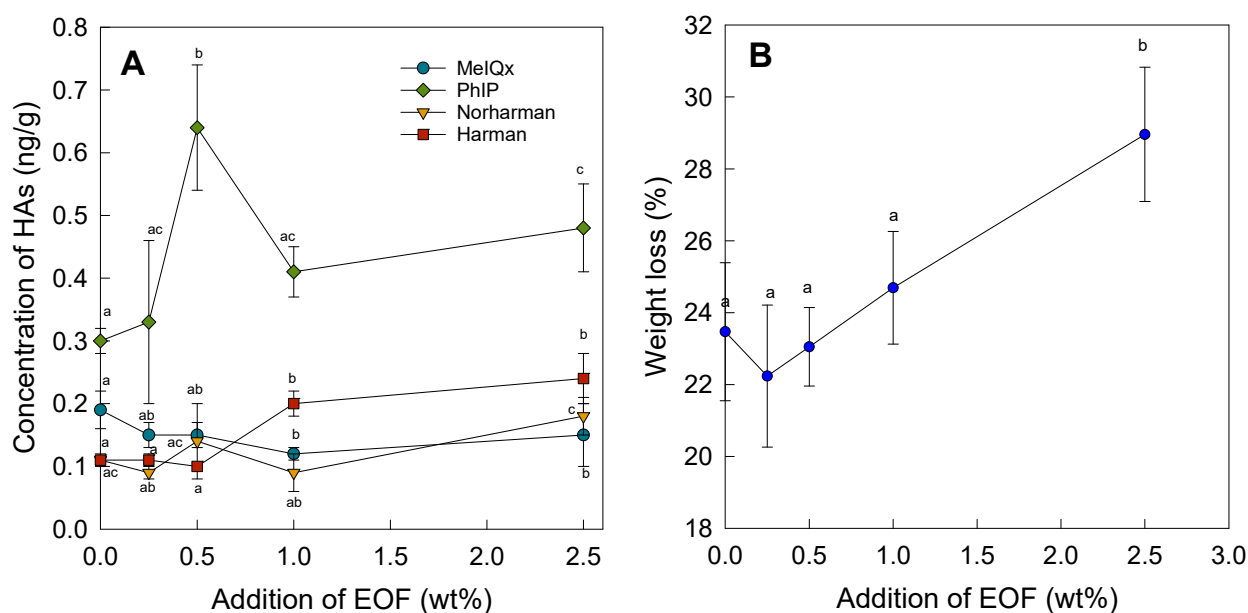 A
Concentration of HAs (ng/g)
0.8
0.7
0.6
0.5
0.4
0.3
0.2
0.1
0.0
MeIQx
PhIP
Norharman
Harman
b
ac
ac
c
a
a
ab
ab
b
b
a
ac
a
ab
ac
a
b
ab
c
b
0.0 0.5 1.0 1.5 2.0 2.5
Addition of EOF (wt%)
B
Weight loss (%)
32
30
28
26
24
22
20
18
a
a
a
a
b
0.0 0.5 1.0 1.5 2.0 2.5 3.0
Addition of EOF (wt%)